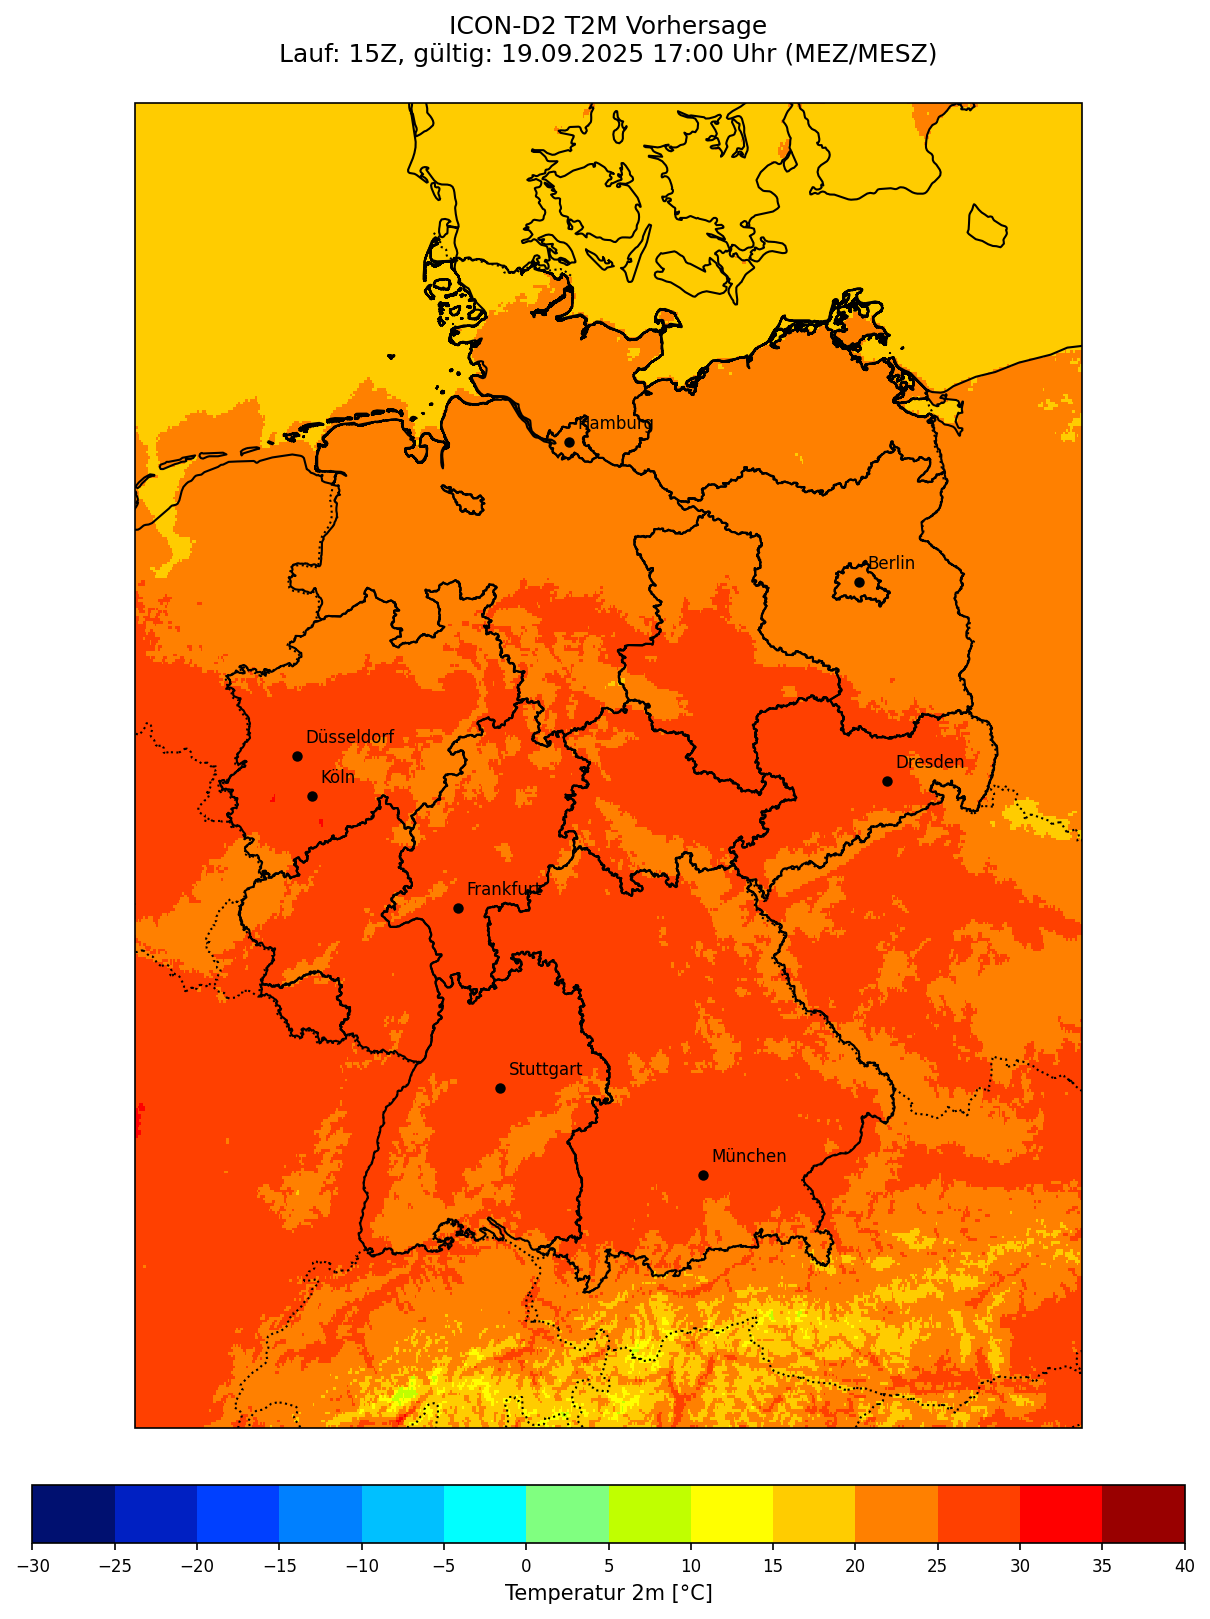 ICON-D2 T2M Vorhersage
Lauf: 15Z, gültig: 19.09.2025 17:00 Uhr (MEZ/MESZ)
Hamburg
Berlin
Düsseldorf
Köln
Dresden
Frankfurt
Stuttgart
München
−30 −25 −20 −15 −10 −5 0 5 10 15 20 25 30 35 40
Temperatur 2m [°C]